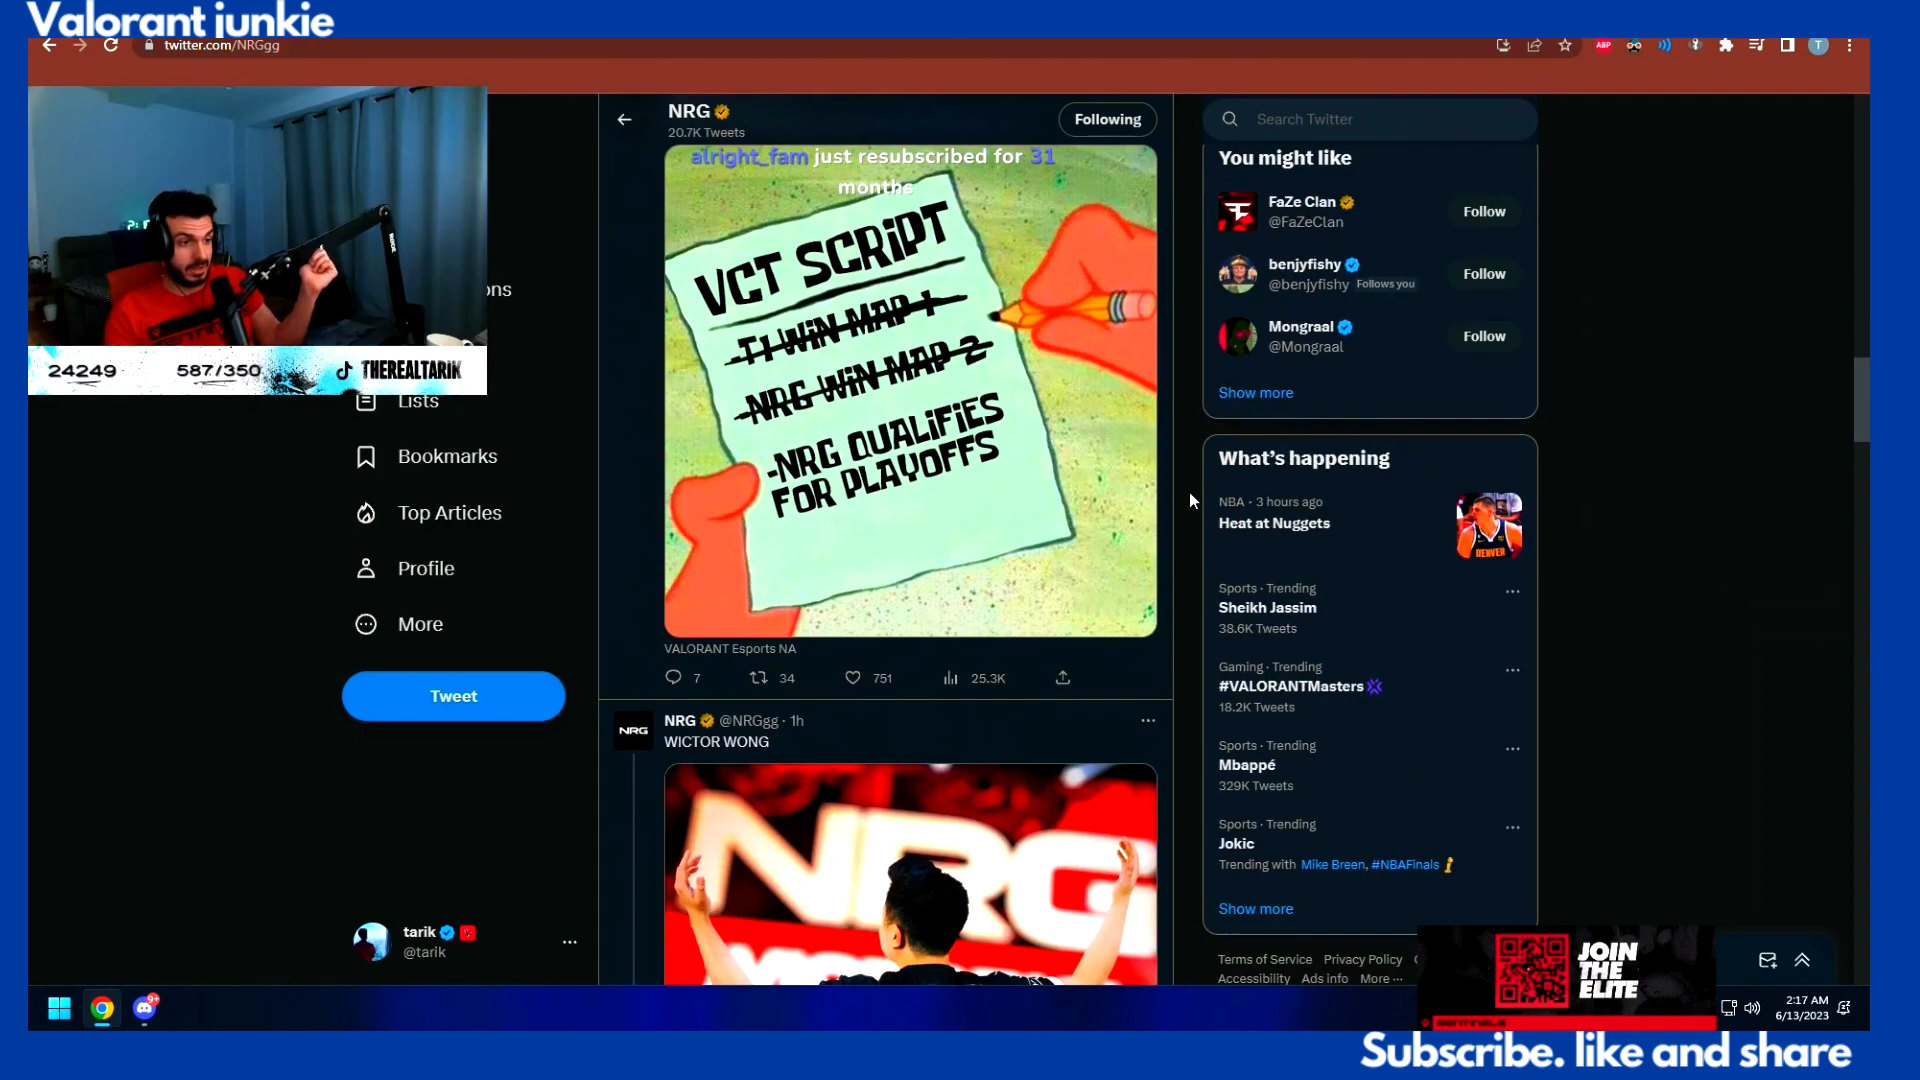 Valorant junkie
twitter.com/NRGgg
ABP
T
NRG
20.7K Tweets
Following
Search Twitter
alright_fam just resubscribed for 31
months
VCT SCRIPT
-T1 WIN MAP 1
-NRG WIN MAP 2
-NRG QUALIFIES
FOR PLAYOFFS
VALORANT Esports NA
7
34
751
25.3K
NRG
NRG @NRGgg · 1h
WICTOR WONG
NRG
You might like
FaZe Clan
@FaZeClan
Follow
benjyfishy
@benjyfishy Follows you
Follow
Mongraal
@Mongraal
Follow
Show more
What's happening
NBA · 3 hours ago
Heat at Nuggets
DENVER
Sports · Trending
Sheikh Jassim
38.6K Tweets
Gaming · Trending
#VALORANTMasters
18.2K Tweets
Sports · Trending
Mbappé
329K Tweets
Sports · Trending
Jokic
Trending with Mike Breen, #NBAFinals
Show more
Terms of Service Privacy Policy
Accessibility Ads info More ···
24249 587/350 THEREALTARIK
ons
Lists
Bookmarks
Top Articles
Profile
More
Tweet
tarik
@tarik
JOIN
THE
ELITE
SENTINELS
9+
2:17 AM
6/13/2023
Subscribe. like and share